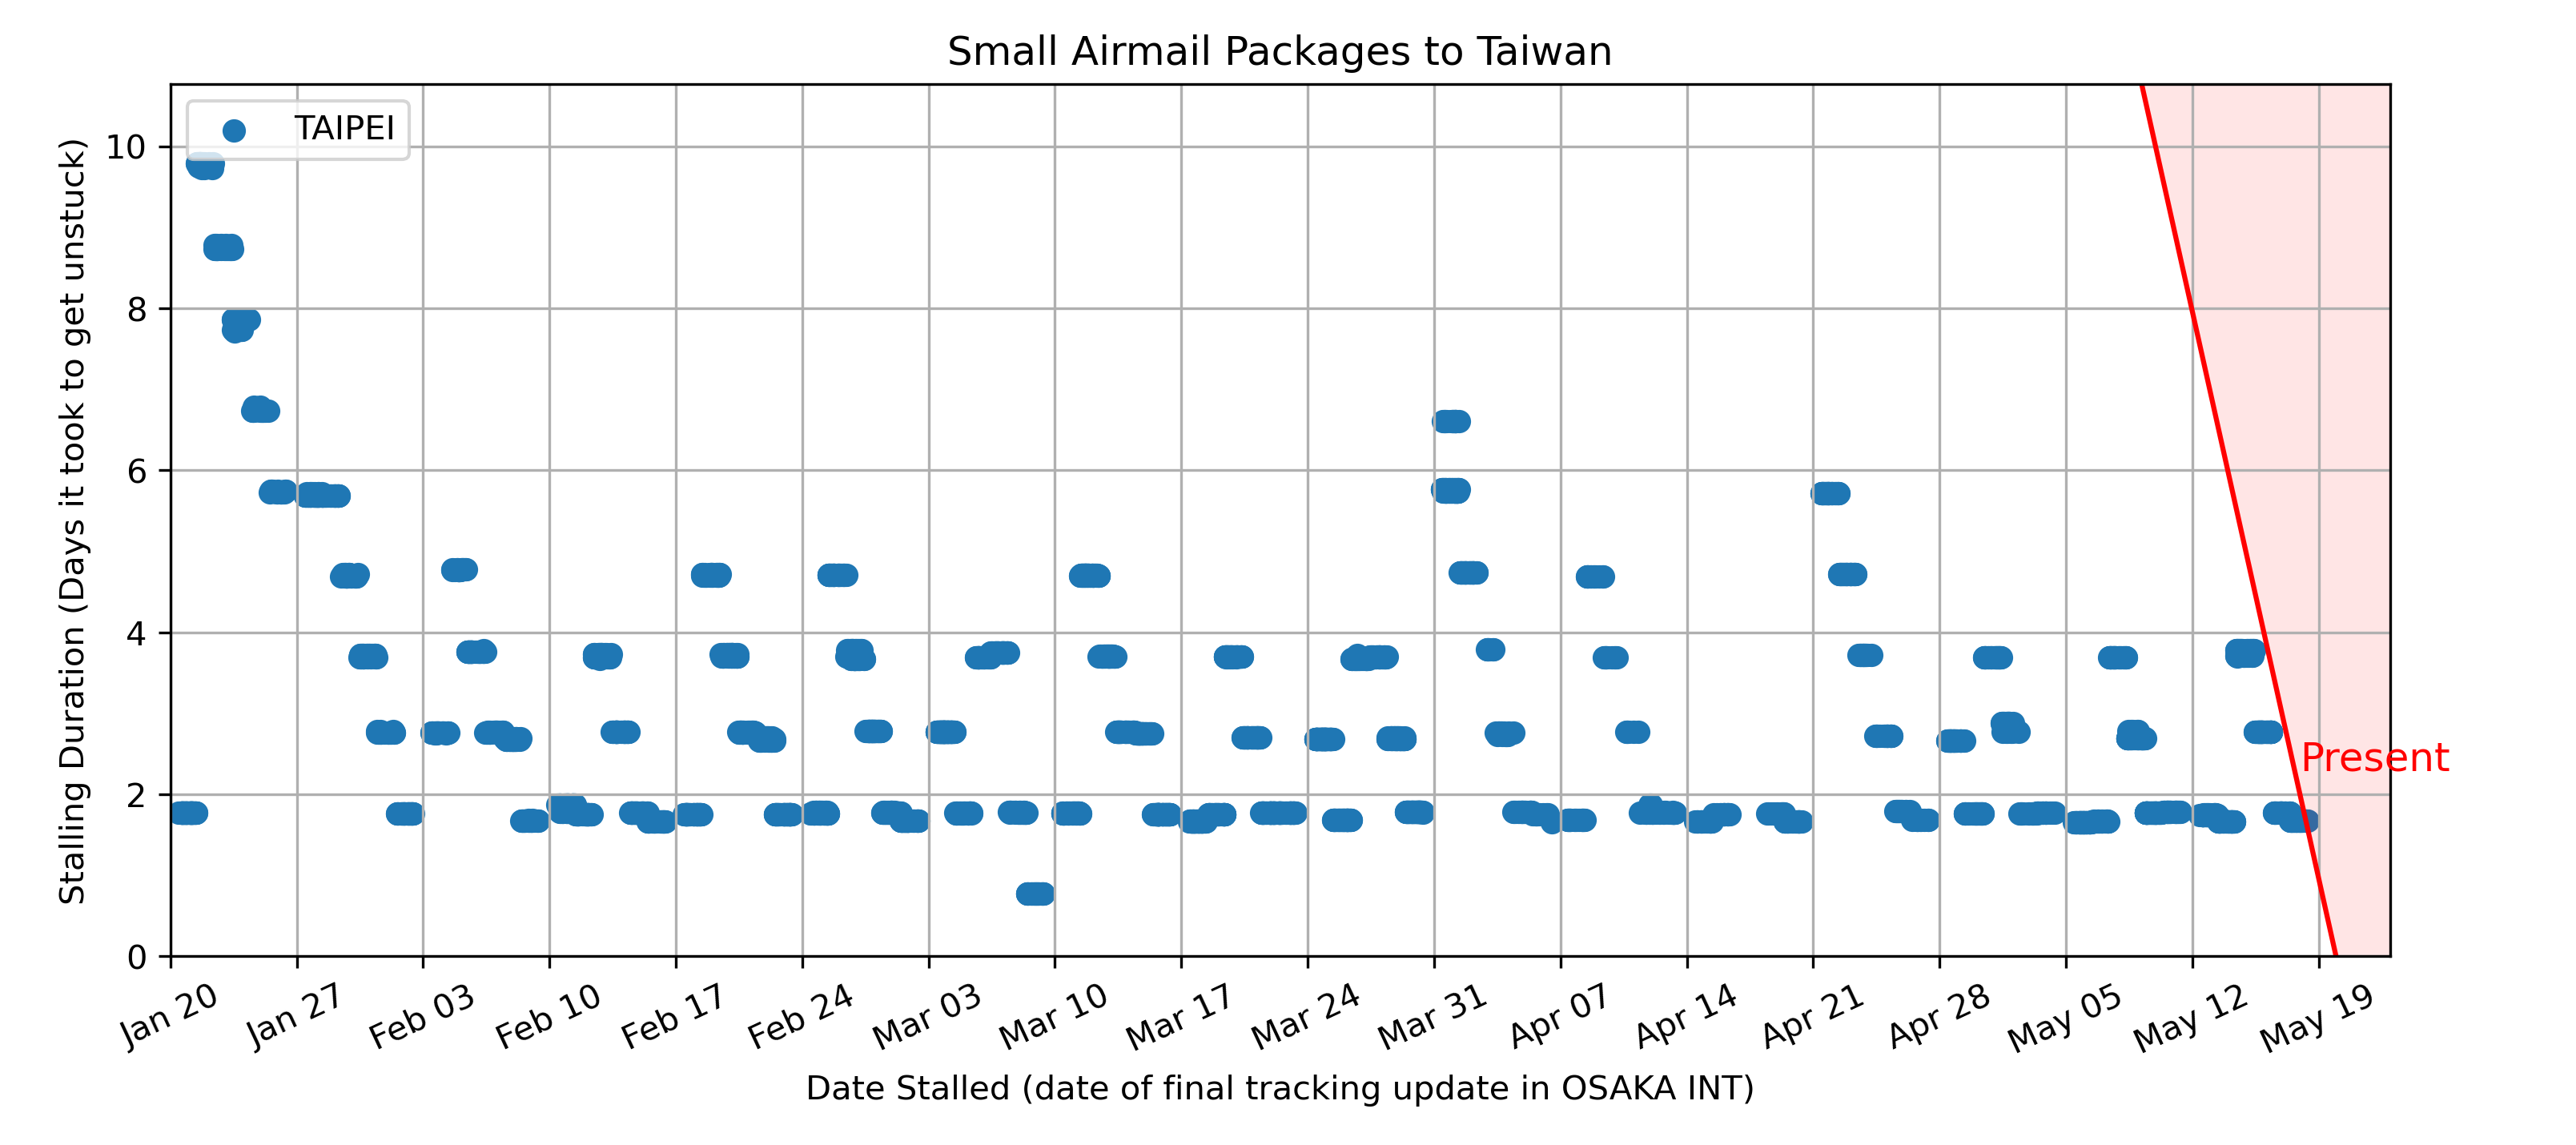 Small Airmail Packages to Taiwan
TAIPEI
Stalling Duration (Days it took to get unstuck)
10
8
6
4
2
0
Present
Jan 20
Jan 27
Feb 03
Feb 10
Feb 17
Feb 24
Mar 03
Mar 10
Mar 17
Mar 24
Mar 31
Apr 07
Apr 14
Apr 21
Apr 28
May 05
May 12
May 19
Date Stalled (date of final tracking update in OSAKA INT)